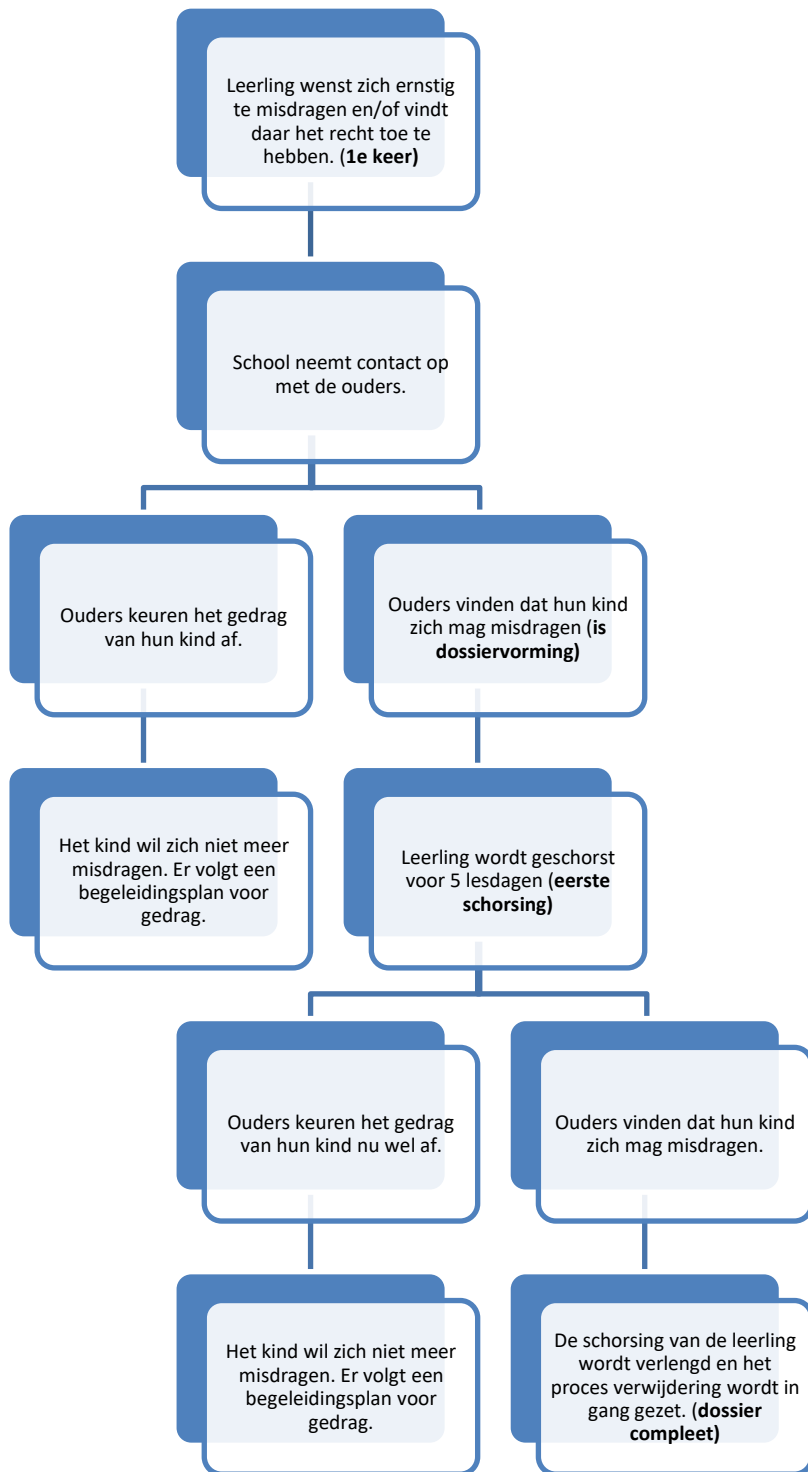 Leerling wenst zich ernstig
te misdragen en/of vindt
daar het recht toe te
hebben. (1e keer)
School neemt contact op
met de ouders.
Ouders keuren het gedrag
van hun kind af.
Ouders vinden dat hun kind
zich mag misdragen (is
dossiervorming)
Het kind wil zich niet meer
misdragen. Er volgt een
begeleidingsplan voor
gedrag.
Leerling wordt geschorst
voor 5 lesdagen (eerste
schorsing)
Ouders keuren het gedrag
van hun kind nu wel af.
Ouders vinden dat hun kind
zich mag misdragen.
Het kind wil zich niet meer
misdragen. Er volgt een
begeleidingsplan voor
gedrag.
De schorsing van de leerling
wordt verlengd en het
proces verwijdering wordt in
gang gezet. (dossier
compleet)